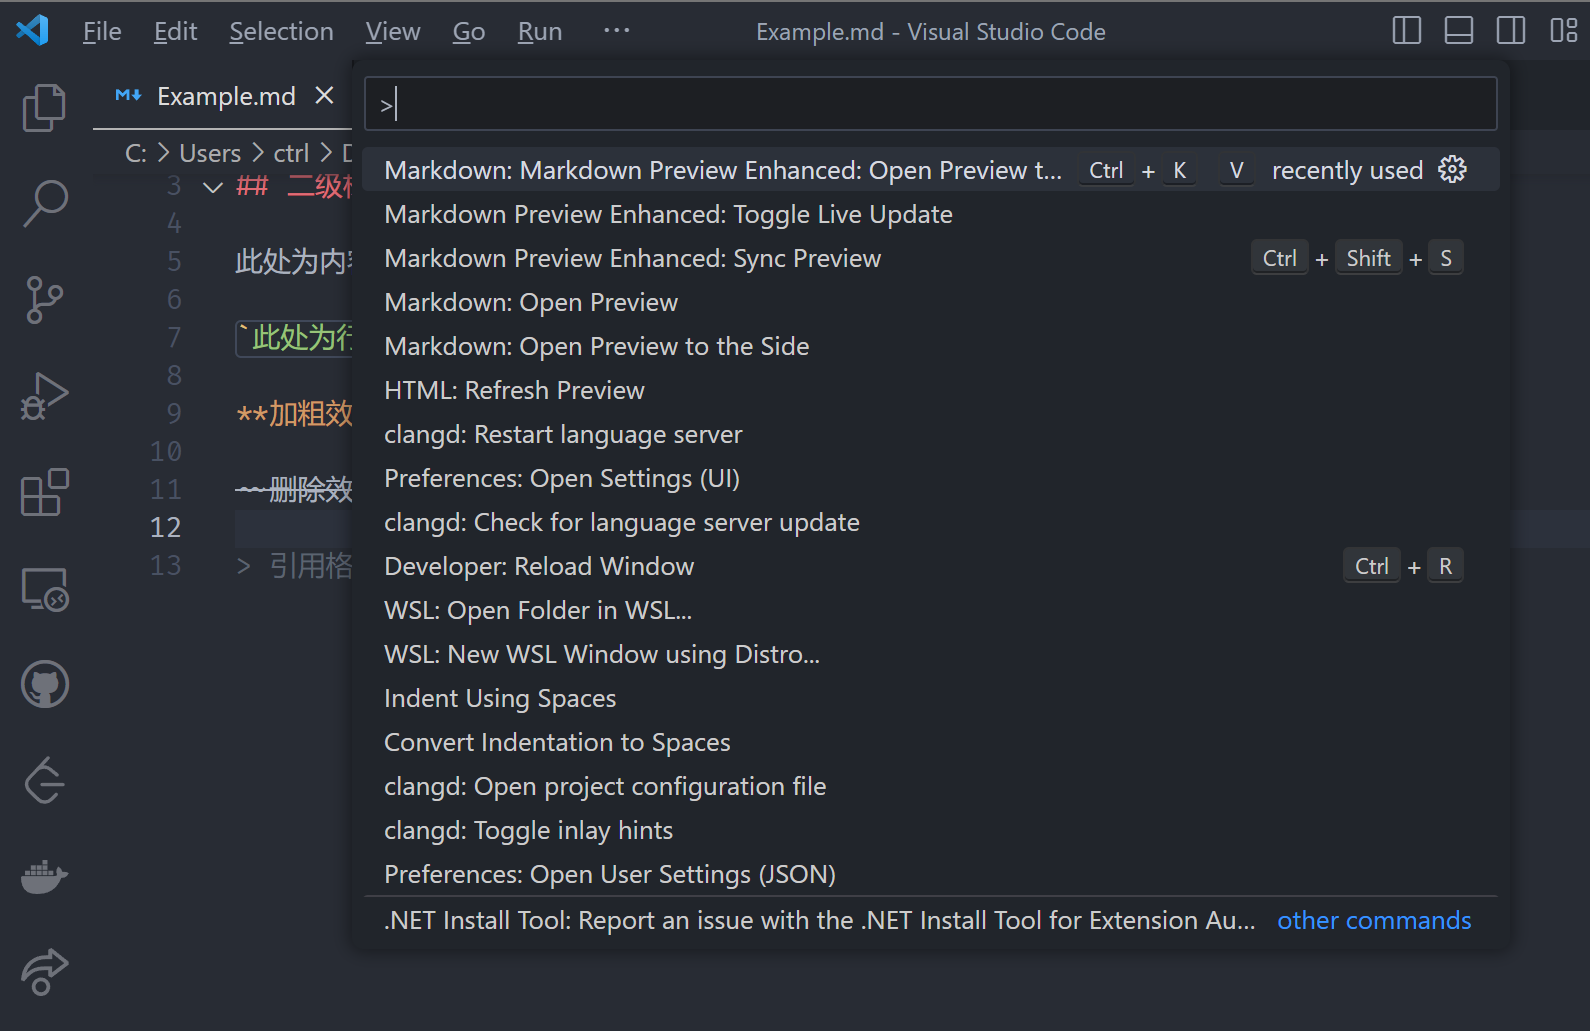 File Edit Selection View Go Run ··· Example.md - Visual Studio Code
Example.md
C: > Users > ctrl >
>
3 ## 二级
4
5 此处为内
6
7 `此处为行
8
9 **加粗效
10
11 ~~删除效
12
13 > 引用格
Markdown: Markdown Preview Enhanced: Open Preview t... Ctrl + K V recently used
Markdown Preview Enhanced: Toggle Live Update
Markdown Preview Enhanced: Sync Preview Ctrl + Shift + S
Markdown: Open Preview
Markdown: Open Preview to the Side
HTML: Refresh Preview
clangd: Restart language server
Preferences: Open Settings (UI)
clangd: Check for language server update
Developer: Reload Window Ctrl + R
WSL: Open Folder in WSL...
WSL: New WSL Window using Distro...
Indent Using Spaces
Convert Indentation to Spaces
clangd: Open project configuration file
clangd: Toggle inlay hints
Preferences: Open User Settings (JSON)
.NET Install Tool: Report an issue with the .NET Install Tool for Extension Au... other commands